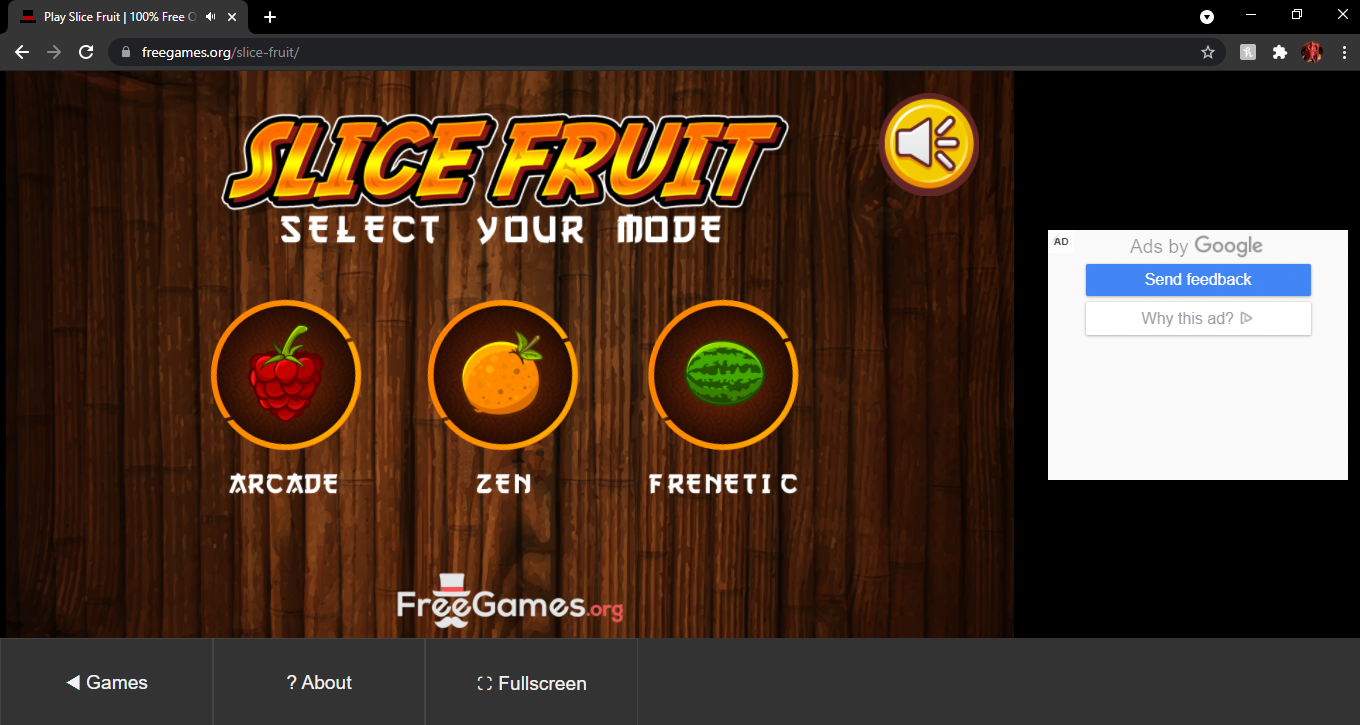 Play Slice Fruit | 100% Free O
freegames.org/slice-fruit/
SLICE FRUIT
SELECT YOUR MODE
ARCADE
ZEN
FRENETIC
FreeGames.org
AD
Ads by Google
Send feedback
Why this ad?
Games
? About
Fullscreen